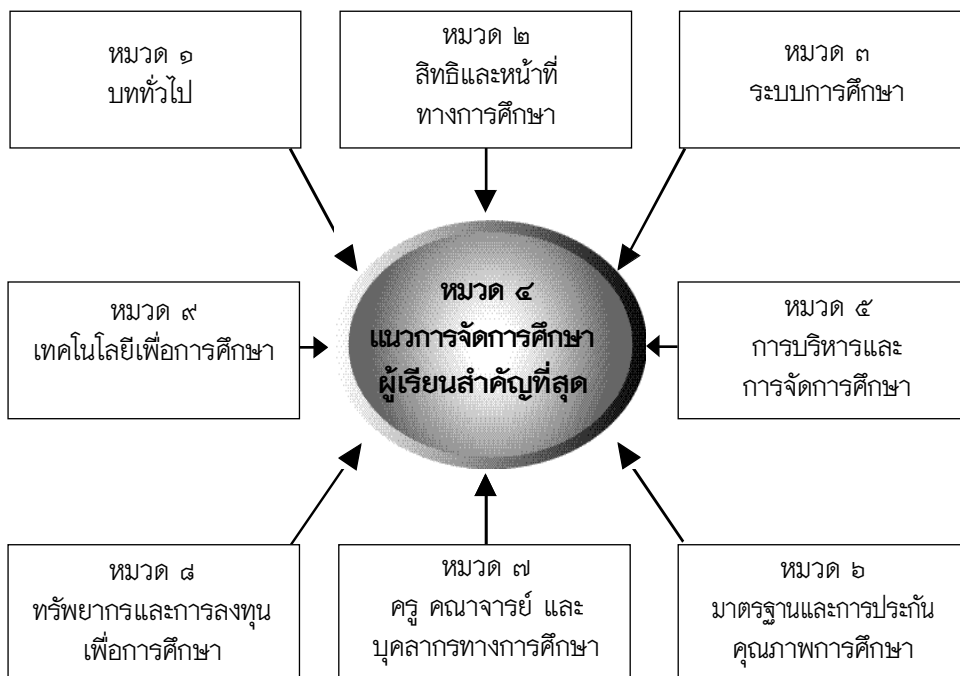 หมวด ๑
บททั่วไป
หมวด ๒
สิทธิและหน้าที่
ทางการศึกษา
หมวด ๓
ระบบการศึกษา
หมวด ๙
เทคโนโลยีเพื่อการศึกษา
หมวด ๔
แนวการจัดการศึกษา
ผู้เรียนสำคัญที่สุด
หมวด ๕
การบริหารและ
การจัดการศึกษา
หมวด ๘
ทรัพยากรและการลงทุน
เพื่อการศึกษา
หมวด ๗
ครู คณาจารย์ และ
บุคลากรทางการศึกษา
หมวด ๖
มาตรฐานและการประกัน
คุณภาพการศึกษา